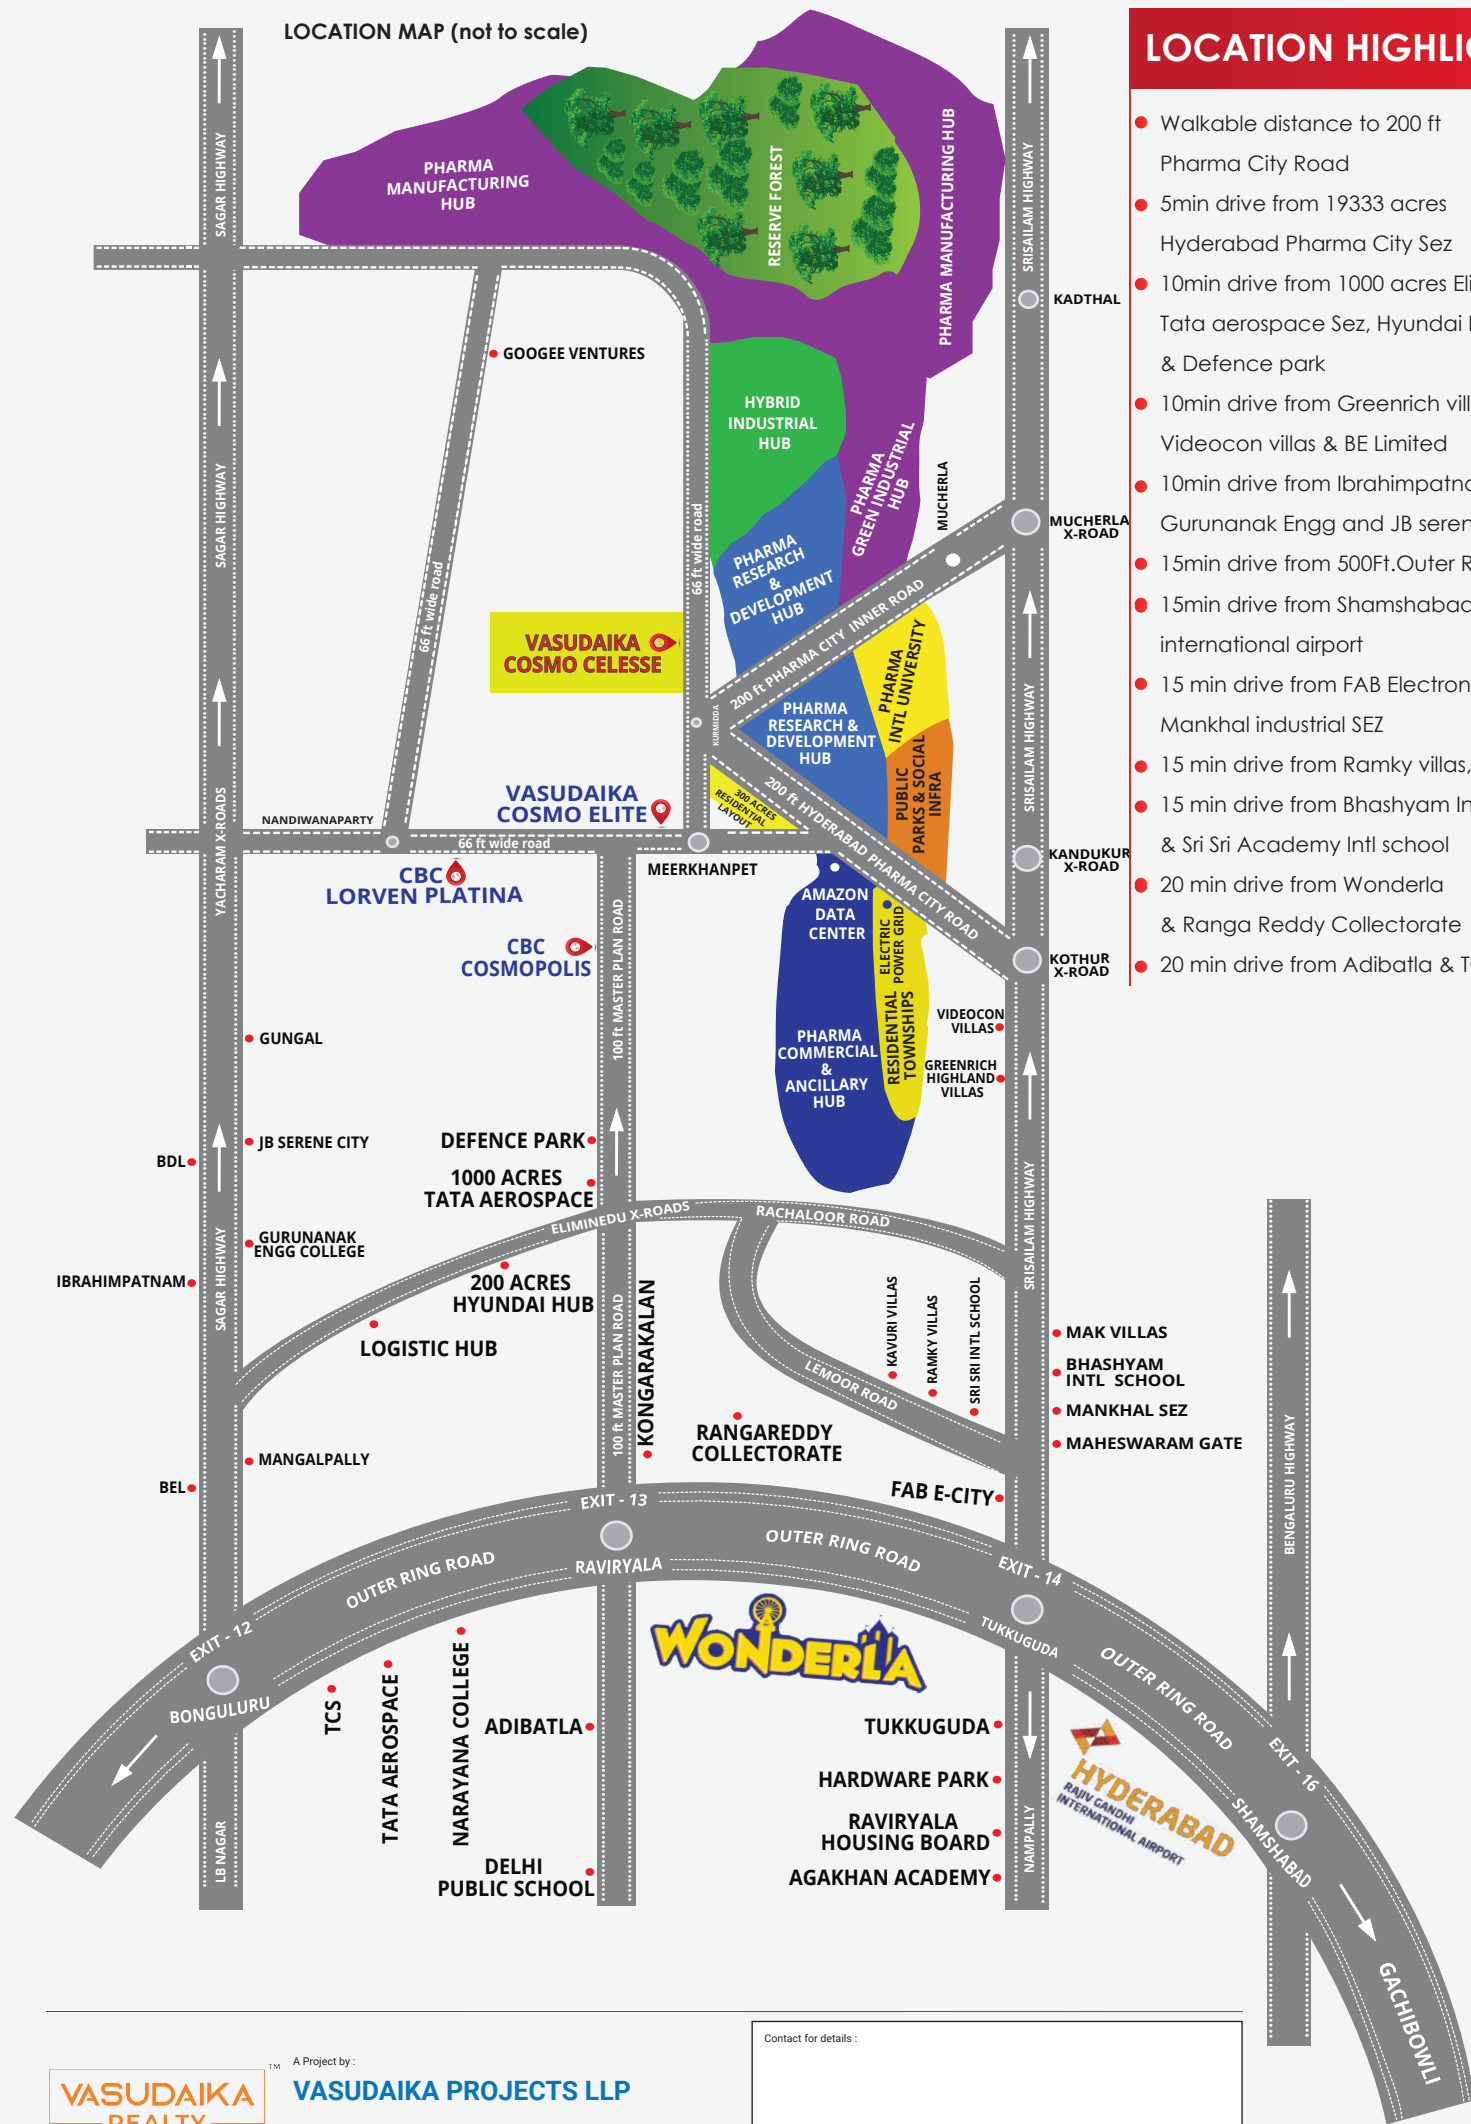 LOCATION MAP (not to scale)
LOCATION HIGHLIG
Walkable distance to 200 ft
Pharma City Road
5min drive from 19333 acres
Hyderabad Pharma City Sez
10min drive from 1000 acres Eli
Tata aerospace Sez, Hyundai
& Defence park
10min drive from Greenrich vill
Videocon villas & BE Limited
10min drive from Ibrahimpatna
Gurunanak Engg and JB seren
15min drive from 500Ft.Outer R
15min drive from Shamshabad
international airport
15 min drive from FAB Electron
Mankhal industrial SEZ
15 min drive from Ramky villas,
15 min drive from Bhashyam In
& Sri Sri Academy Intl school
20 min drive from Wonderla
& Ranga Reddy Collectorate
20 min drive from Adibatla & T
SAGAR HIGHWAY
PHARMA
MANUFACTURING
HUB
RESERVE FOREST
PHARMA MANUFACTURING HUB
SRISAILAM HIGHWAY
KADTHAL
GOOGEE VENTURES
HYBRID
INDUSTRIAL
HUB
PHARMA
GREEN INDUSTRIAL
HUB
MUCHERLA
SAGAR HIGHWAY
MUCHERLA
X-ROAD
66 ft wide road
66 ft wide road
PHARMA
RESEARCH
&
DEVELOPMENT
HUB
200 ft PHARMA CITY INNER ROAD
VASUDAIKA
COSMO CELESSE
PHARMA
INTL UNIVERSITY
KURMIDDA
PHARMA
RESEARCH &
DEVELOPMENT
HUB
SRISAILAM HIGHWAY
PUBLIC
PARKS & SOCIAL
INFRA
VASUDAIKA
COSMO ELITE
300 ACRES
RESIDENTIAL
LAYOUT
200 ft HYDERABAD PHARMA CITY ROAD
YACHARAM X-ROADS
NANDIWANAPARTY
66 ft wide road
MEERKHANPET
KANDUKUR
X-ROAD
CBC
LORVEN PLATINA
AMAZON
DATA
CENTER
ELECTRIC
POWER GRID
CBC
COSMOPOLIS
100 ft MASTER PLAN ROAD
KOTHUR
X-ROAD
GUNGAL
VIDEOCON
VILLAS
PHARMA
COMMERCIAL
&
ANCILLARY
HUB
RESIDENTIAL
TOWNSHIPS
GREENRICH
HIGHLAND
VILLAS
JB SERENE CITY
BDL
DEFENCE PARK
1000 ACRES
TATA AEROSPACE
ELIMINEDU X-ROADS
RACHALOOR ROAD
SRISAILAM HIGHWAY
GURUNANAK
ENGG COLLEGE
SAGAR HIGHWAY
IBRAHIMPATNAM
200 ACRES
HYUNDAI HUB
LOGISTIC HUB
100 ft MASTER PLAN ROAD
KONGARAKALAN
KAVURI VILLAS
RAMKY VILLAS
SRI SRI INTL SCHOOL
LEMOOR ROAD
MAK VILLAS
BHASHYAM
INTL SCHOOL
MANKHAL SEZ
MAHESWARAM GATE
RANGAREDDY
COLLECTORATE
MANGALPALLY
BEL
FAB E-CITY
BENGALURU HIGHWAY
EXIT - 13
RAVIRYALA
OUTER RING ROAD
OUTER RING ROAD
EXIT - 14
TUKKUGUDA
EXIT - 12
BONGULURU
WONDERLA
OUTER RING ROAD
TCS
TATA AEROSPACE
NARAYANA COLLEGE
ADIBATLA
TUKKUGUDA
HARDWARE PARK
RAVIRYALA
HOUSING BOARD
AGAKHAN ACADEMY
NAMPALLY
HYDERABAD
RAJIV GANDHI
INTERNATIONAL AIRPORT
EXIT - 16
SHAMSHABAD
LB NAGAR
DELHI
PUBLIC SCHOOL
GACHIBOWLI
Contact for details :
VASUDAIKA
REALTY
TM
A Project by :
VASUDAIKA PROJECTS LLP